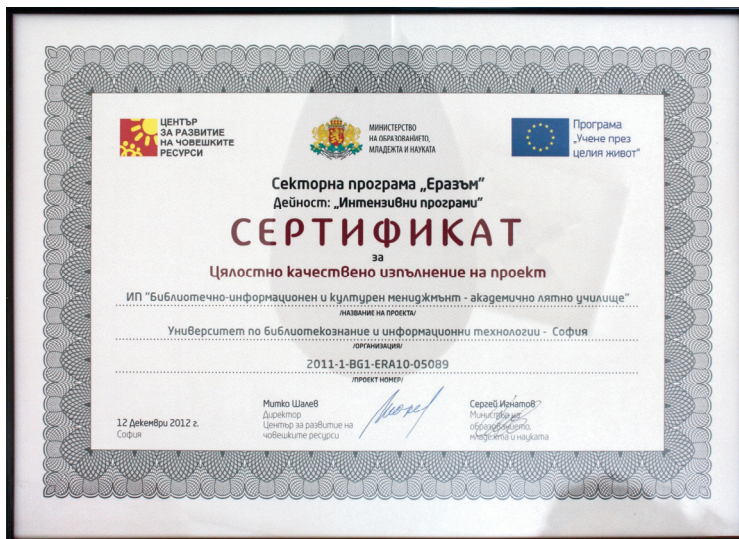 ЦЕНТЪР
ЗА РАЗВИТИЕ
НА ЧОВЕШКИТЕ
РЕСУРСИ
МИНИСТЕРСТВО
НА ОБРАЗОВАНИЕТО,
МЛАДЕЖТА И НАУКАТА
Програма
„Учене през
целия живот“
Секторна програма „Еразъм“
Дейност: „Интензивни програми“
СЕРТИФИКАТ
за
Цялостно качествено изпълнение на проект
ИП "Библиотечно-информационен и културен мениджмънт - академично лятно училище"
/НАЗВАНИЕ НА ПРОЕКТА/
Университет по библиотекознание и информационни технологии - София
/ОРГАНИЗАЦИЯ/
2011-1-BG1-ERA10-05089
/ПРОЕКТ НОМЕР/
12 Декември 2012 г.
София
Митко Шалев
Директор
Център за развитие на
човешките ресурси
Сергей Игнатов
Министър на
образованието,
младежта и науката